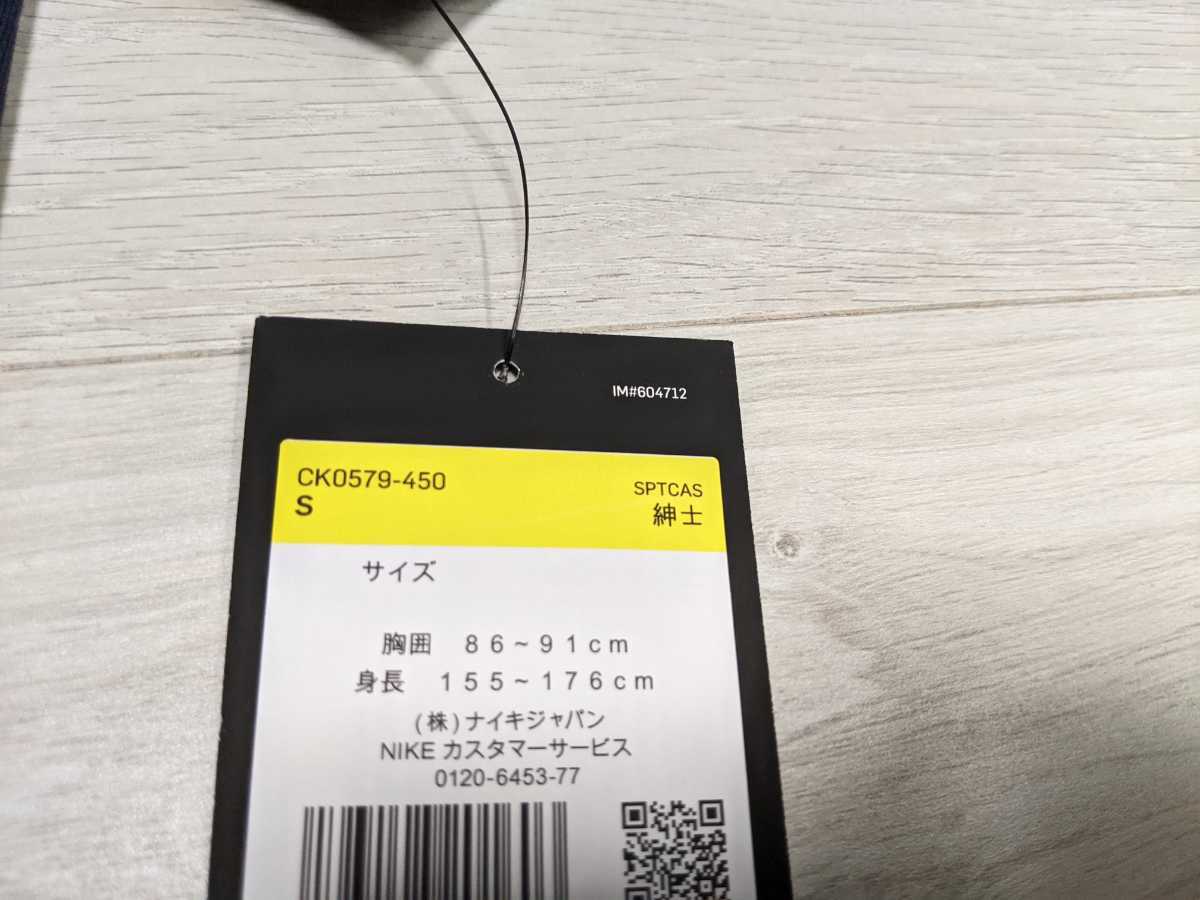 IM#604712
CK0579-450
S
SPTCAS
紳士
サイズ
胸囲 86~91cm
身長 155~176cm
(株)ナイキジャパン
NIKE カスタマーサービス
0120-6453-77